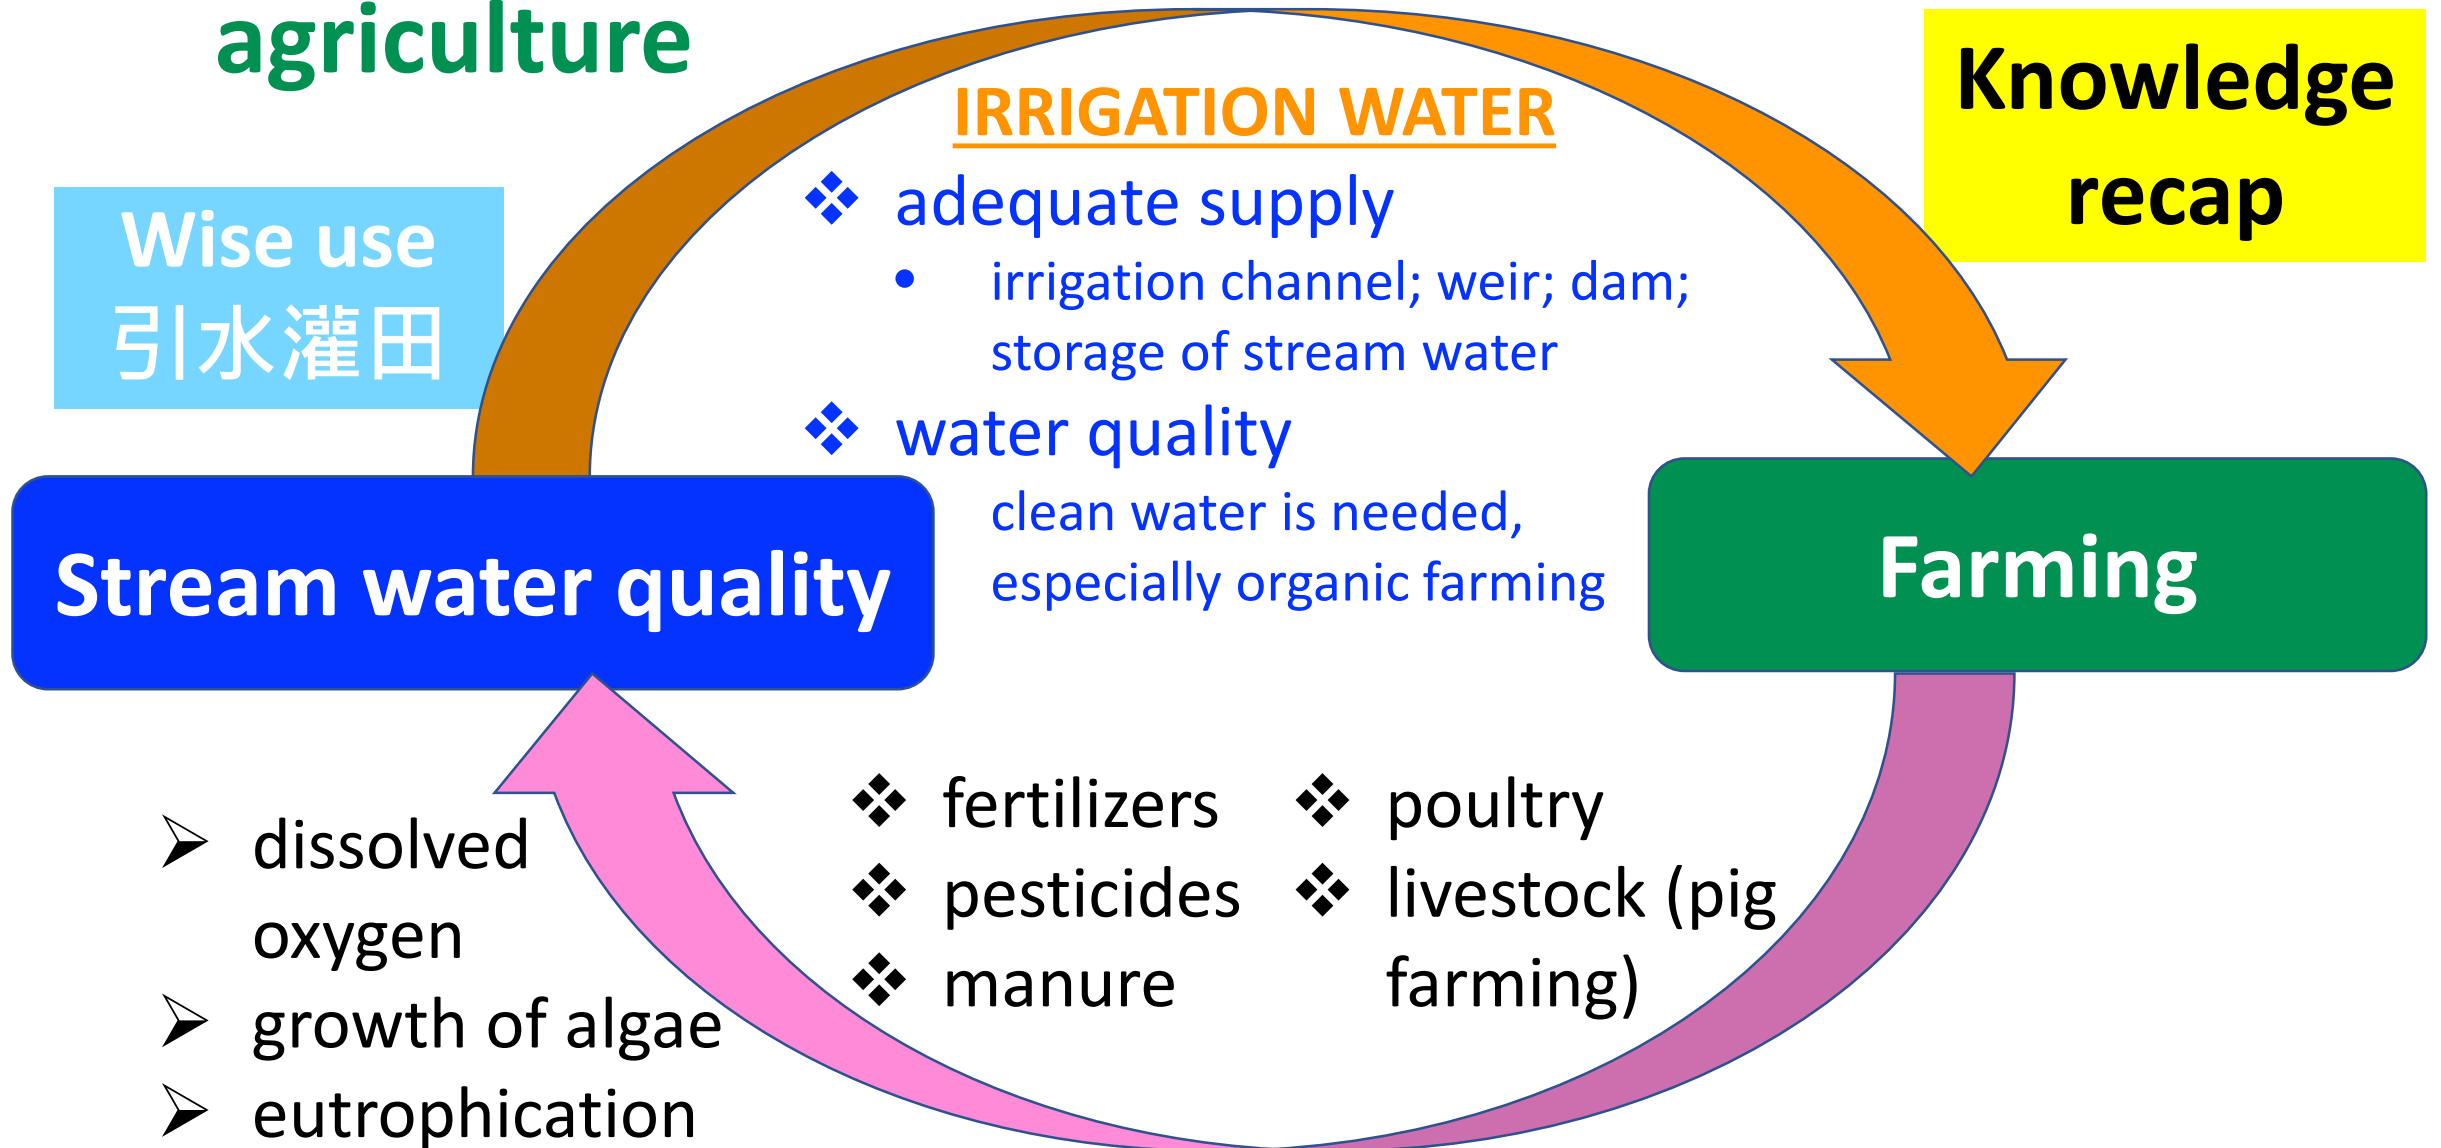 agriculture
Knowledge
recap
Wise use
引水灌田
IRRIGATION WATER
❖ adequate supply
• irrigation channel; weir; dam;
storage of stream water
❖ water quality
clean water is needed,
especially organic farming
Stream water quality
Farming
❖ fertilizers
❖ pesticides
❖ manure
❖ poultry
❖ livestock (pig
farming)
➢ dissolved
oxygen
➢ growth of algae
➢ eutrophication